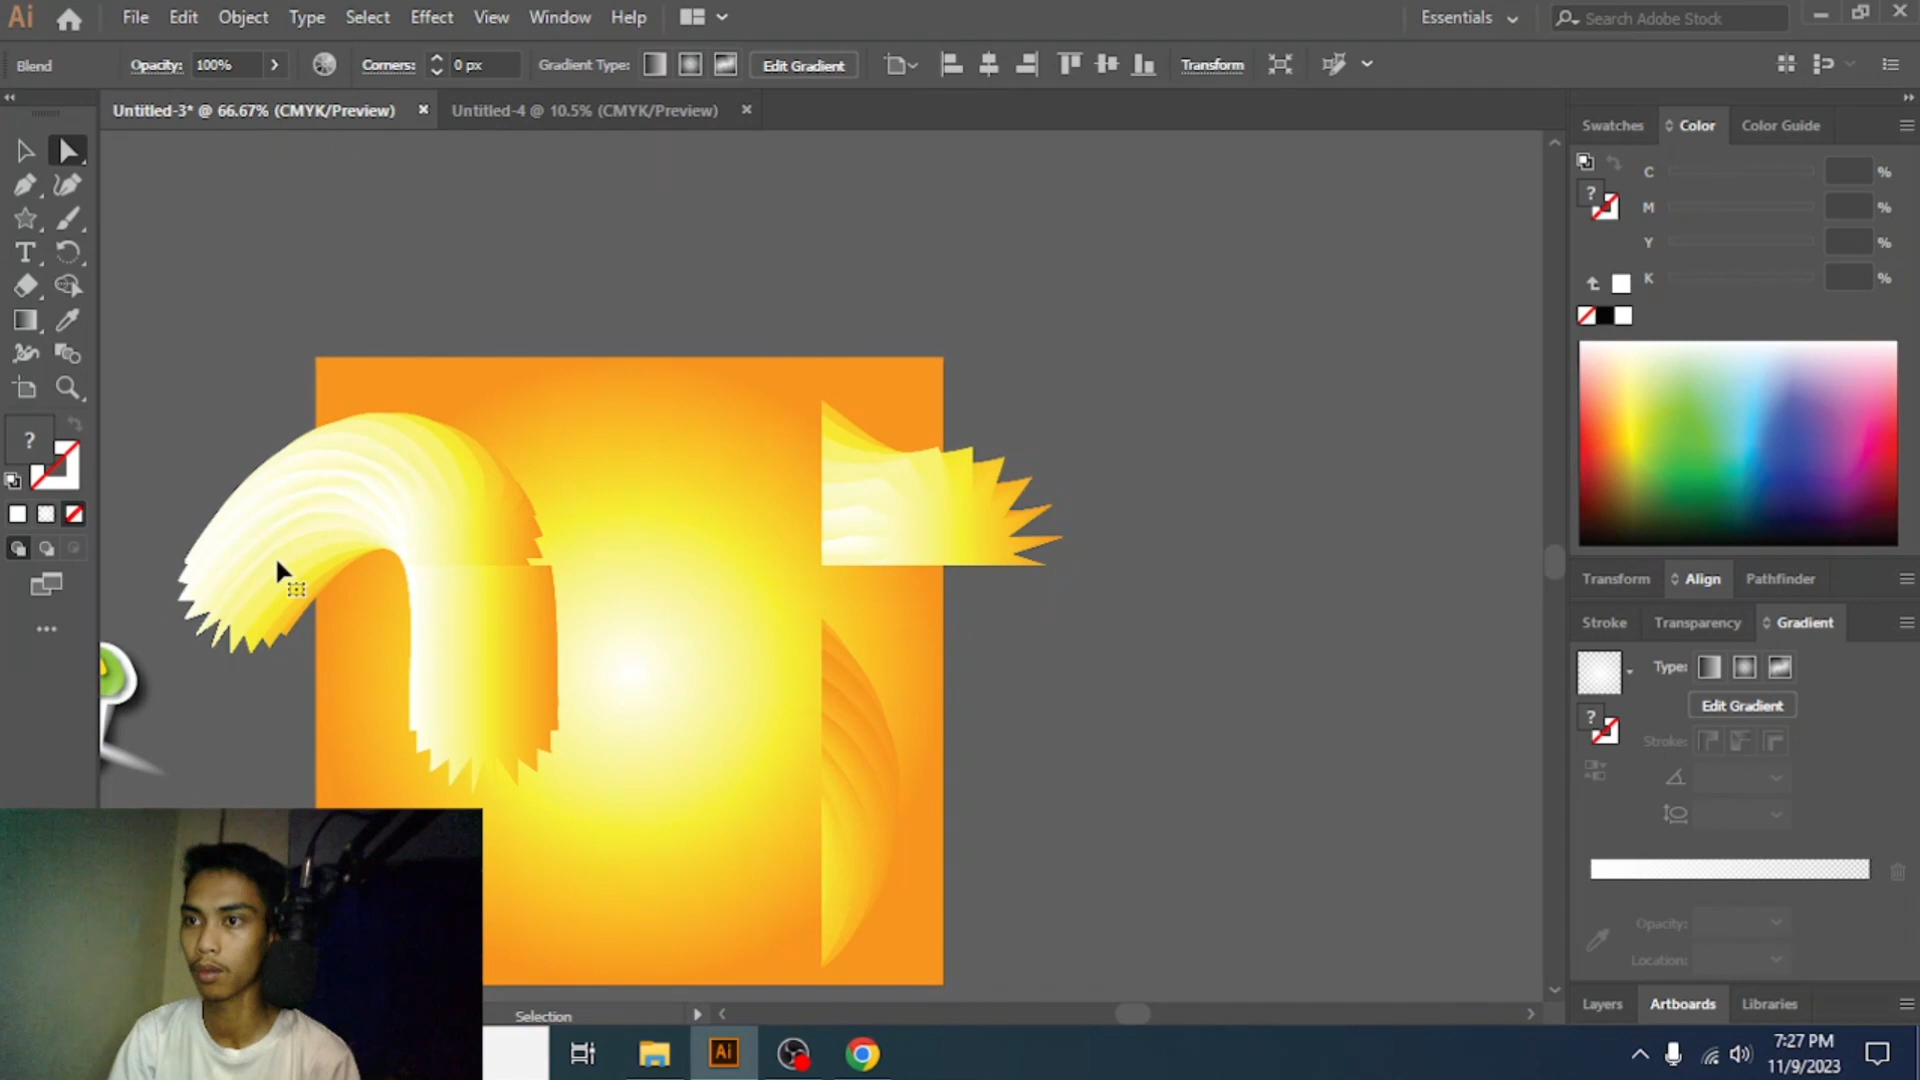 Ai File Edit Object Type Select Effect View Window Help Essentials Search Adobe Stock
Blend Opacity: 100% Corners: 0 px Gradient Type: Edit Gradient Transform
Untitled-3* @ 66.67% (CMYK/Preview) Untitled-4 @ 10.5% (CMYK/Preview)
Swatches Color Color Guide
C %
M %
Y %
K %
Transform Align Pathfinder
Stroke Transparency Gradient
Type:
Edit Gradient
Stroke:
Opacity:
Location:
Layers Artboards Libraries
Selection
Ai
7:27 PM
11/9/2023